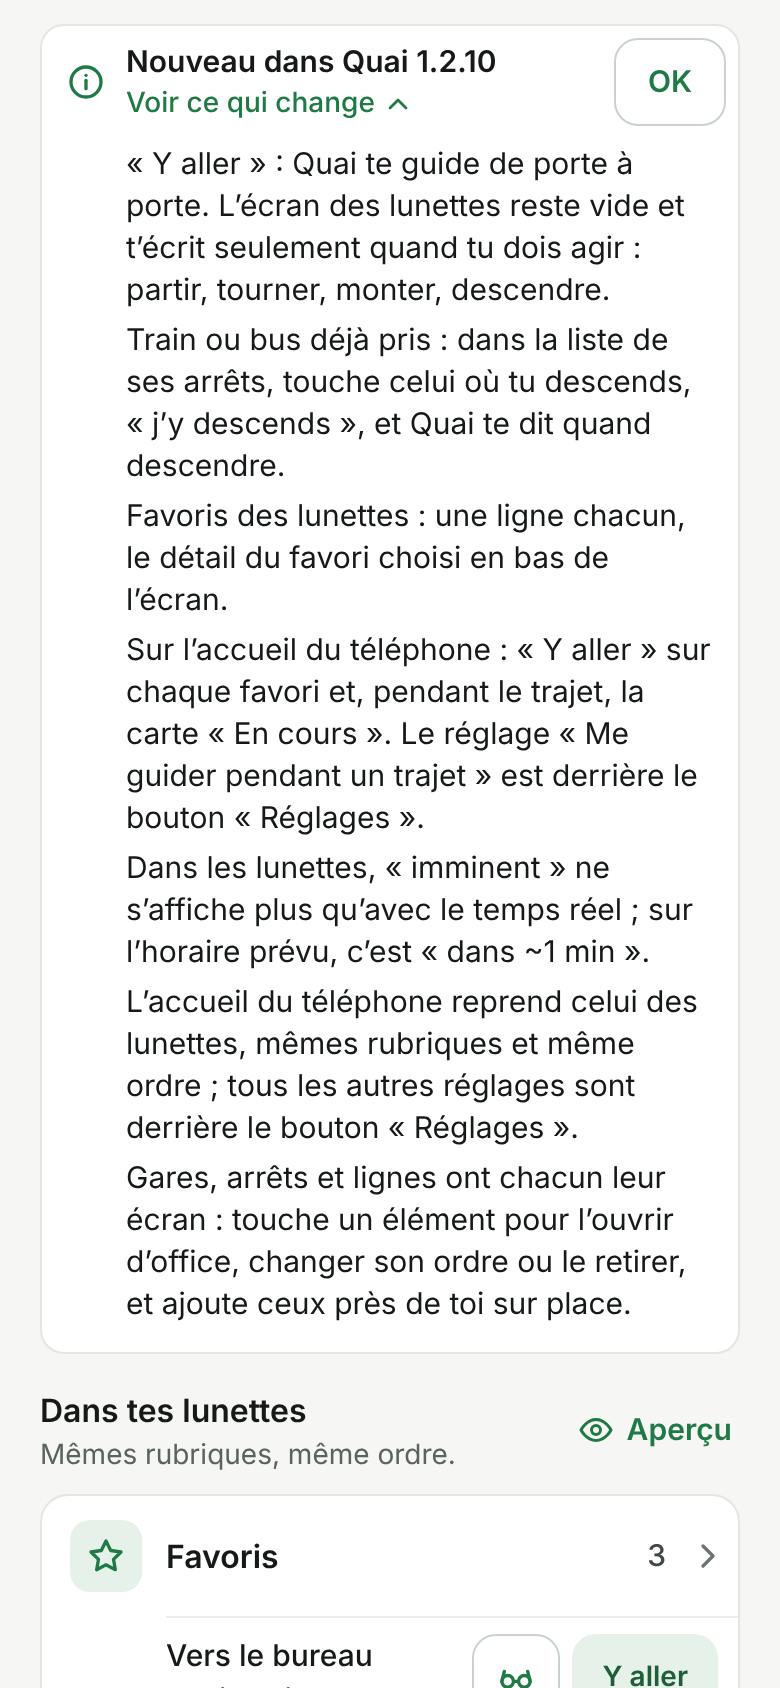 Nouveau dans Quai 1.2.10
OK
Voir ce qui change
« Y aller » : Quai te guide de porte à
porte. L’écran des lunettes reste vide et
t’écrit seulement quand tu dois agir :
partir, tourner, monter, descendre.
Train ou bus déjà pris : dans la liste de
ses arrêts, touche celui où tu descends,
« j’y descends », et Quai te dit quand
descendre.
Favoris des lunettes : une ligne chacun,
le détail du favori choisi en bas de
l’écran.
Sur l’accueil du téléphone : « Y aller » sur
chaque favori et, pendant le trajet, la
carte « En cours ». Le réglage « Me
guider pendant un trajet » est derrière le
bouton « Réglages ».
Dans les lunettes, « imminent » ne
s’affiche plus qu’avec le temps réel ; sur
l’horaire prévu, c’est « dans ~1 min ».
L’accueil du téléphone reprend celui des
lunettes, mêmes rubriques et même
ordre ; tous les autres réglages sont
derrière le bouton « Réglages ».
Gares, arrêts et lignes ont chacun leur
écran : touche un élément pour l’ouvrir
d’office, changer son ordre ou le retirer,
et ajoute ceux près de toi sur place.
Dans tes lunettes
Mêmes rubriques, même ordre.
Aperçu
Favoris
3
Vers le bureau
Y aller